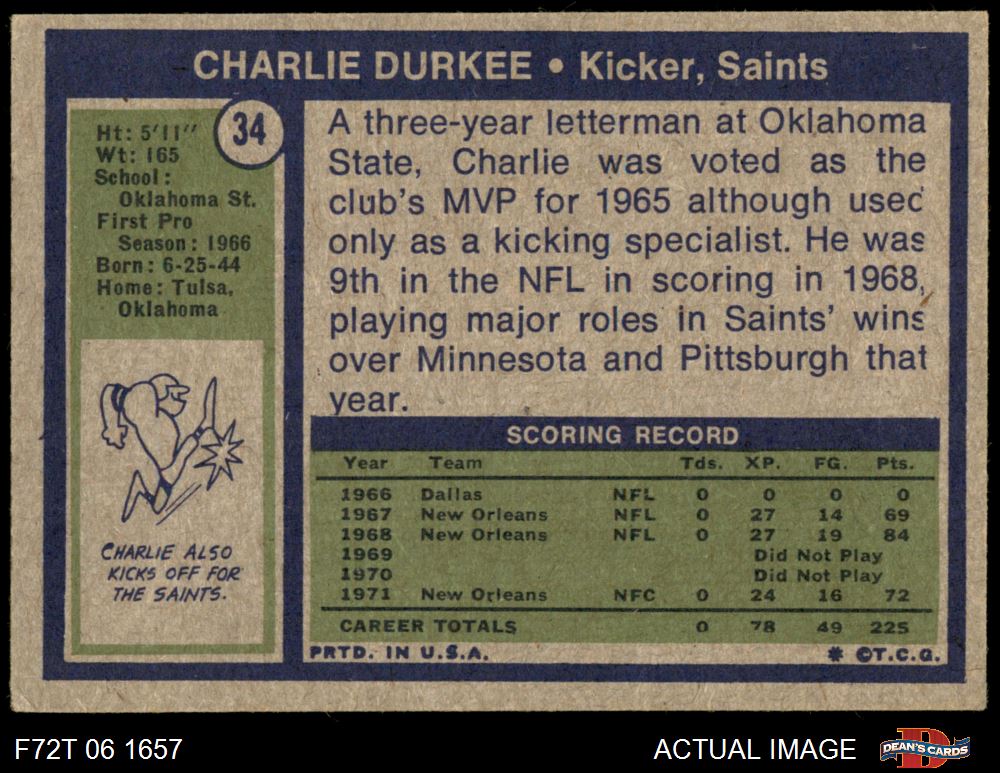 CHARLIE DURKEE • Kicker, Saints
34
Ht: 5'11"
Wt: 165
School:
Oklahoma St.
First Pro
Season: 1966
Born: 6-25-44
Home: Tulsa,
Oklahoma
CHARLIE ALSO
KICKS OFF FOR
THE SAINTS.
A three-year letterman at Oklahoma
State, Charlie was voted as the
club's MVP for 1965 although used
only as a kicking specialist. He was
9th in the NFL in scoring in 1968,
playing major roles in Saints' wins
over Minnesota and Pittsburgh that
year.
SCORING RECORD
Year Team Tds. XP. FG. Pts.
1966 Dallas NFL 0 0 0 0
1967 New Orleans NFL 0 27 14 69
1968 New Orleans NFL 0 27 19 84
1969 Did Not Play
1970 Did Not Play
1971 New Orleans NFC 0 24 16 72
CAREER TOTALS 0 78 49 225
PRTD. IN U.S.A. * ©T.C.G.
F72T 06 1657 ACTUAL IMAGE DEAN'S CARDS